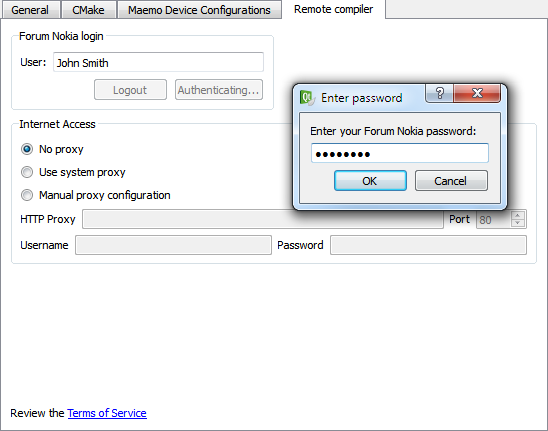 General CMake Maemo Device Configurations Remote compiler
Forum Nokia login
User: John Smith
Logout Authenticating...
Enter password
Enter your Forum Nokia password:
••••••••
OK Cancel
Internet Access
No proxy
Use system proxy
Manual proxy configuration
HTTP Proxy Port 80
Username Password
Review the Terms of Service